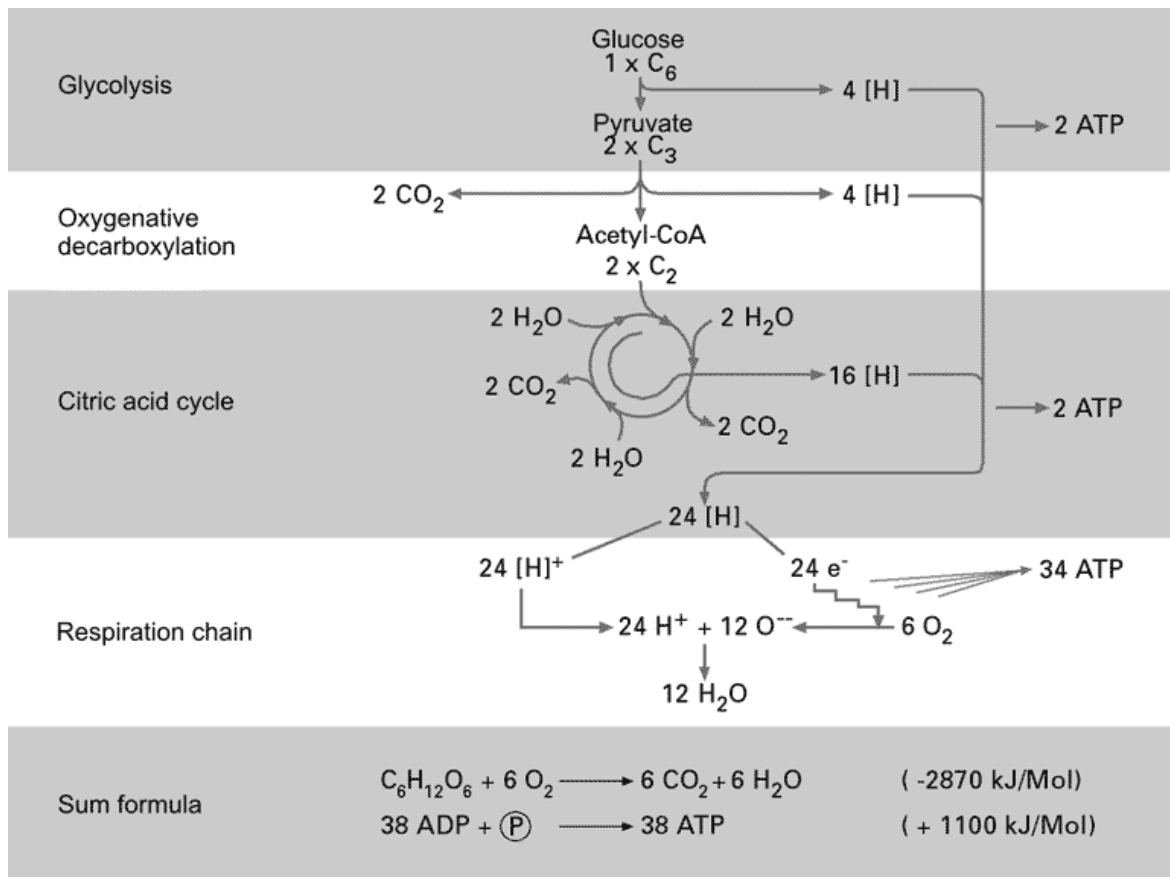 Glycolysis
Glucose
1 x C₆
4 [H]
2 ATP
Pyruvate
2 x C₃
Oxygenative
decarboxylation
2 CO₂
4 [H]
Acetyl-CoA
2 x C₂
Citric acid cycle
2 H₂O
2 H₂O
2 CO₂
16 [H]
2 ATP
2 CO₂
2 H₂O
24 [H]
Respiration chain
24 [H]⁺
24 e⁻
34 ATP
24 H⁺ + 12 O⁻⁻
6 O₂
12 H₂O
Sum formula
C₆H₁₂O₆ + 6 O₂ → 6 CO₂ + 6 H₂O ( -2870 kJ/Mol)
38 ADP + Ⓟ → 38 ATP ( + 1100 kJ/Mol)